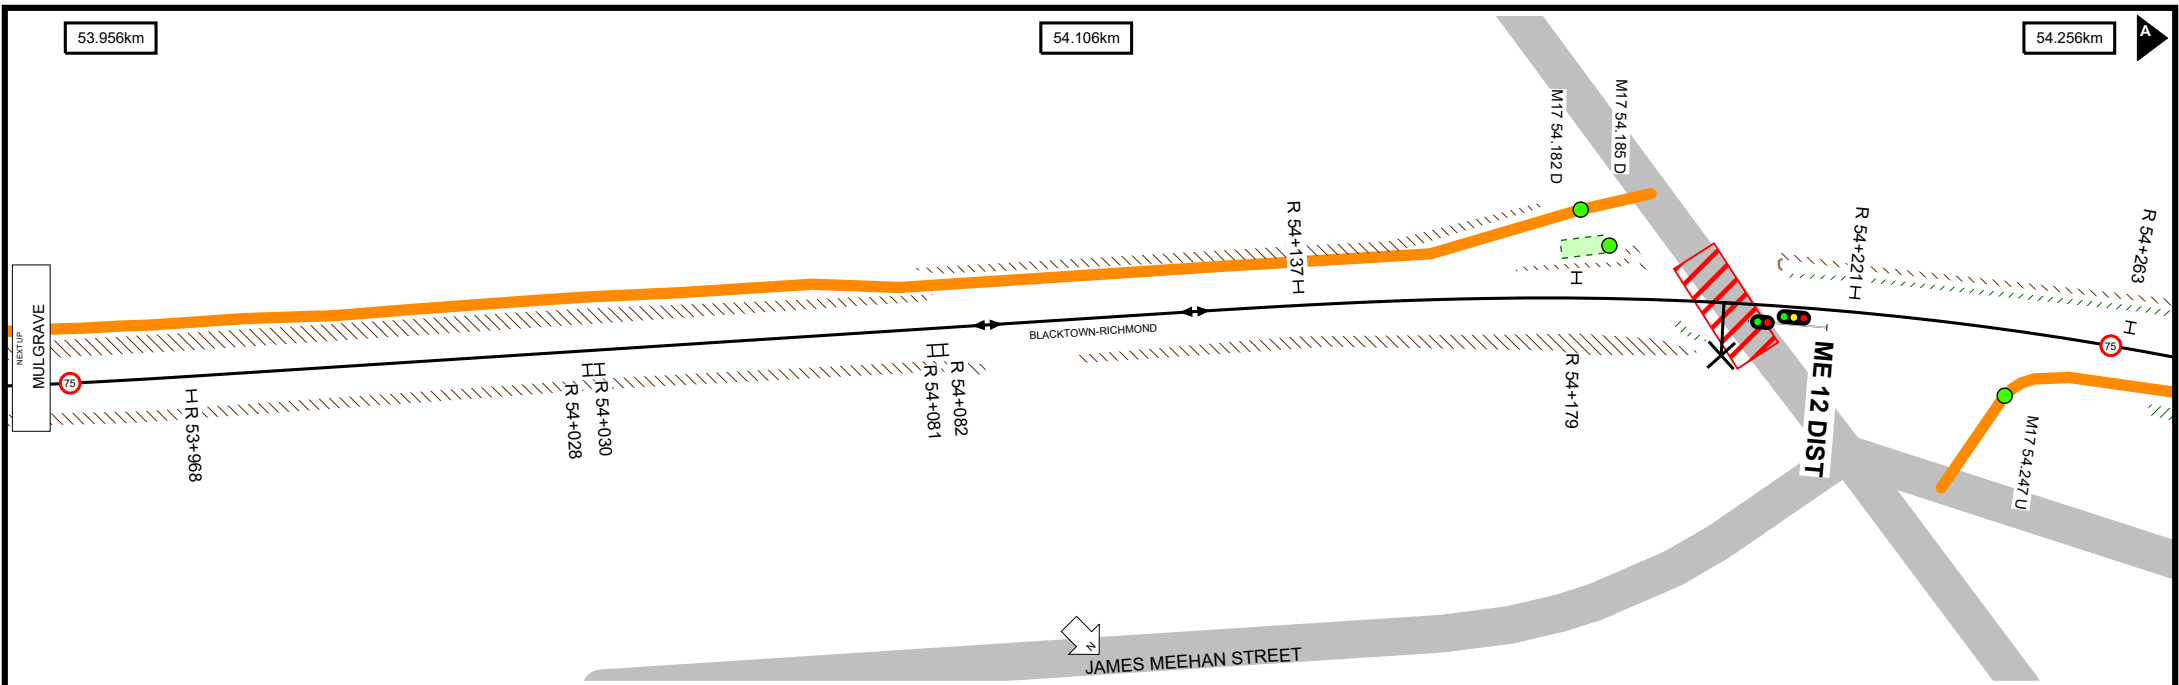 53.956km
54.106km
54.256km
A
M17 54.182 D
M17 54.185 D
R 54+137
R 54+221
R 54+263
NEXT UP
MULGRAVE
75
BLACKTOWN-RICHMOND
75
R 53+968
R 54+028
R 54+030
R 54+081
R 54+082
R 54+179
ME 12 DIST
M17 54.247 U
N
JAMES MEEHAN STREET